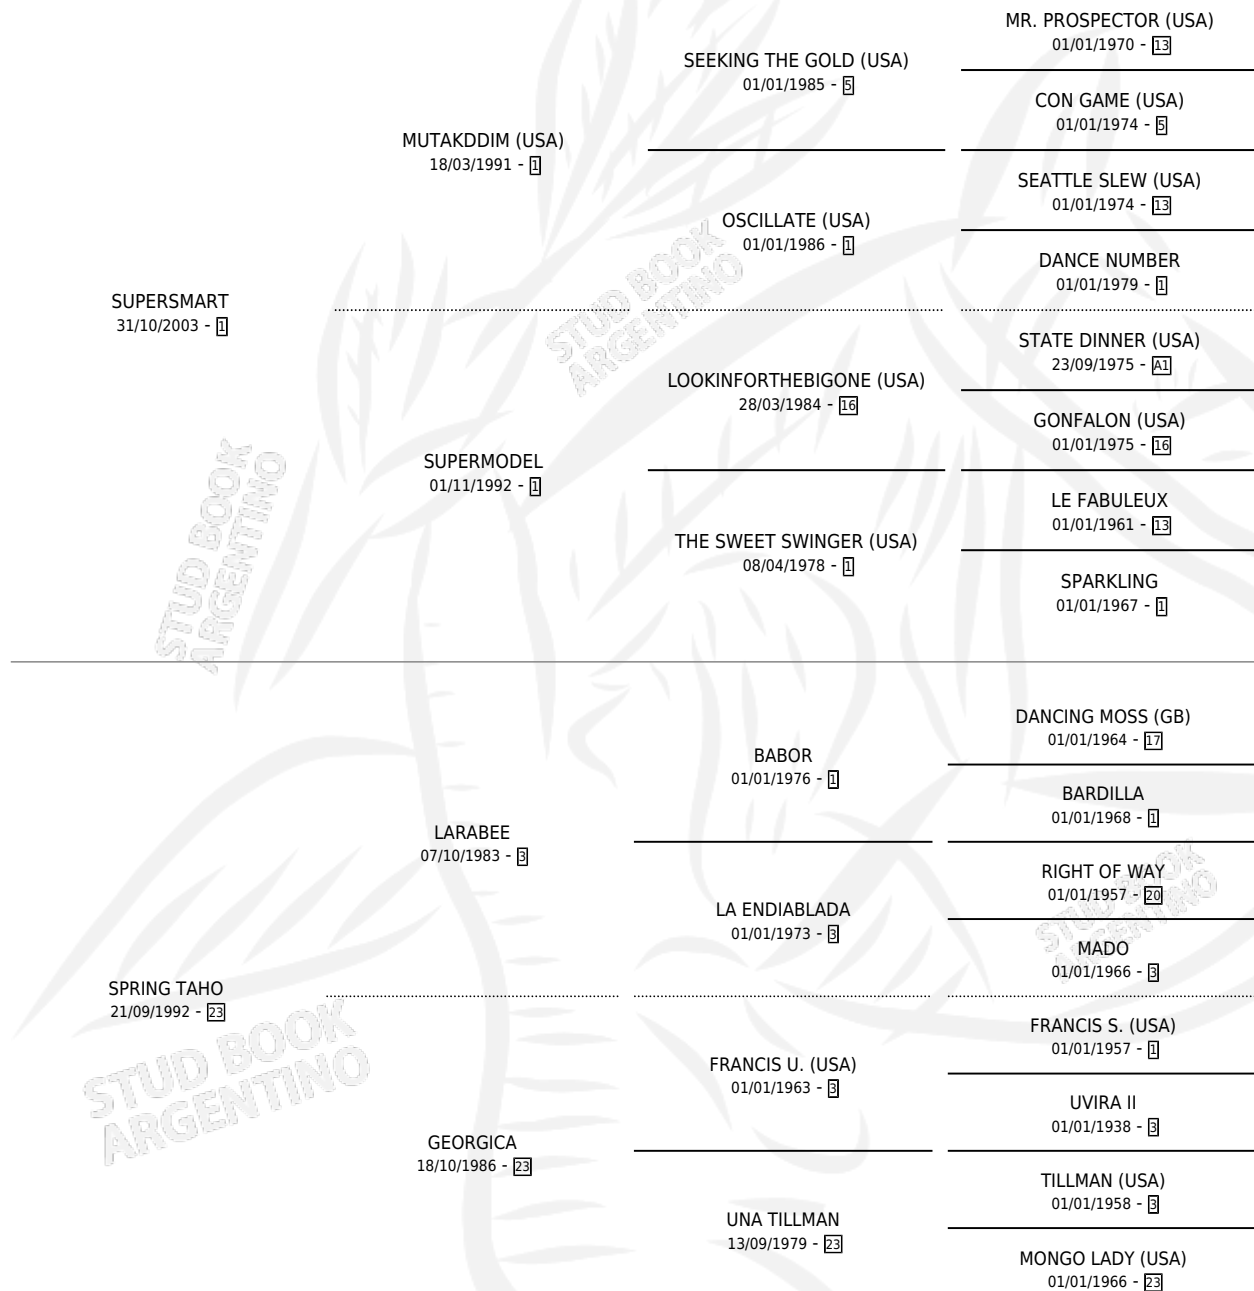 SUPERSMART
31/10/2003 - 1
MUTAKDDIM (USA)
18/03/1991 - 1
SUPERMODEL
01/11/1992 - 1
SEEKING THE GOLD (USA)
01/01/1985 - 5
OSCILLATE (USA)
01/01/1986 - 1
LOOKINFORTHEBIGONE (USA)
28/03/1984 - 16
THE SWEET SWINGER (USA)
08/04/1978 - 1
MR. PROSPECTOR (USA)
01/01/1970 - 13
CON GAME (USA)
01/01/1974 - 5
SEATTLE SLEW (USA)
01/01/1974 - 13
DANCE NUMBER
01/01/1979 - 1
STATE DINNER (USA)
23/09/1975 - A1
GONFALON (USA)
01/01/1975 - 16
LE FABULEUX
01/01/1961 - 13
SPARKLING
01/01/1967 - 1
SPRING TAHO
21/09/1992 - 23
LARABEE
07/10/1983 - 3
GEORGICA
18/10/1986 - 23
BABOR
01/01/1976 - 1
LA ENDIABLADA
01/01/1973 - 3
FRANCIS U. (USA)
01/01/1963 - 3
UNA TILLMAN
13/09/1979 - 23
DANCING MOSS (GB)
01/01/1964 - 17
BARDILLA
01/01/1968 - 1
RIGHT OF WAY
01/01/1957 - 20
MADO
01/01/1966 - 3
FRANCIS S. (USA)
01/01/1957 - 1
UVIRA II
01/01/1938 - 3
TILLMAN (USA)
01/01/1958 - 3
MONGO LADY (USA)
01/01/1966 - 23
STUD BOOK
ARGENTINO
STUD BOOK
ARGENTINO
STUD BOOK
ARGENTINO
STUD BOOK
ARGENTINO